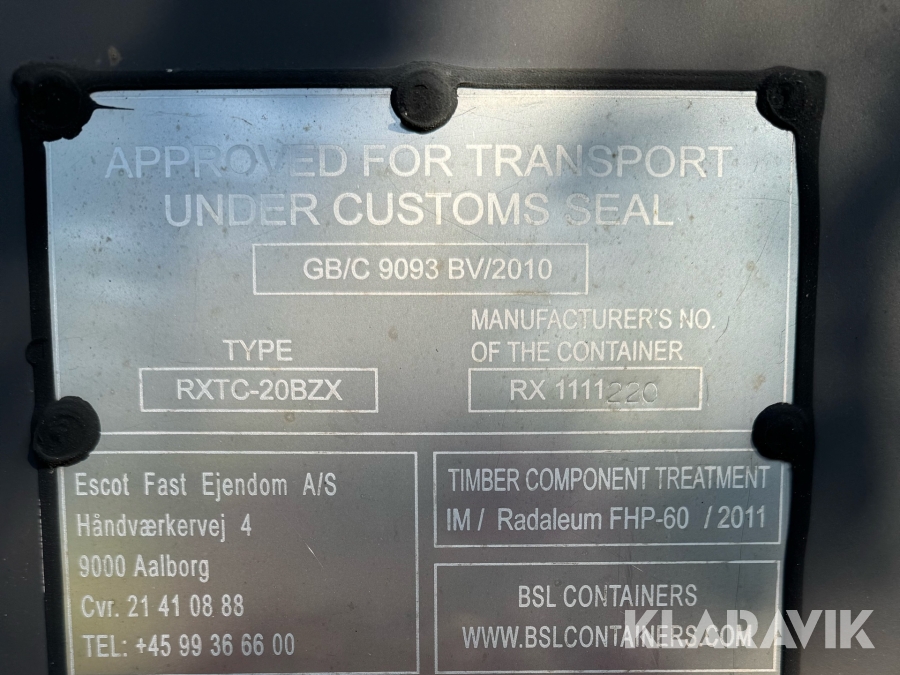 APPROVED FOR TRANSPORT
UNDER CUSTOMS SEAL
GB/C 9093 BV/2010
TYPE
RXTC-20BZX
MANUFACTURER'S NO.
OF THE CONTAINER
RX 1111220
Escot Fast Ejendom A/S
Håndværkervej 4
9000 Aalborg
Cvr. 21 41 08 88
TEL: +45 99 36 66 00
TIMBER COMPONENT TREATMENT
IM / Radaleum FHP-60 / 2011
BSL CONTAINERS
WWW.BSLCONTAINERS.COM
KLARAVIK